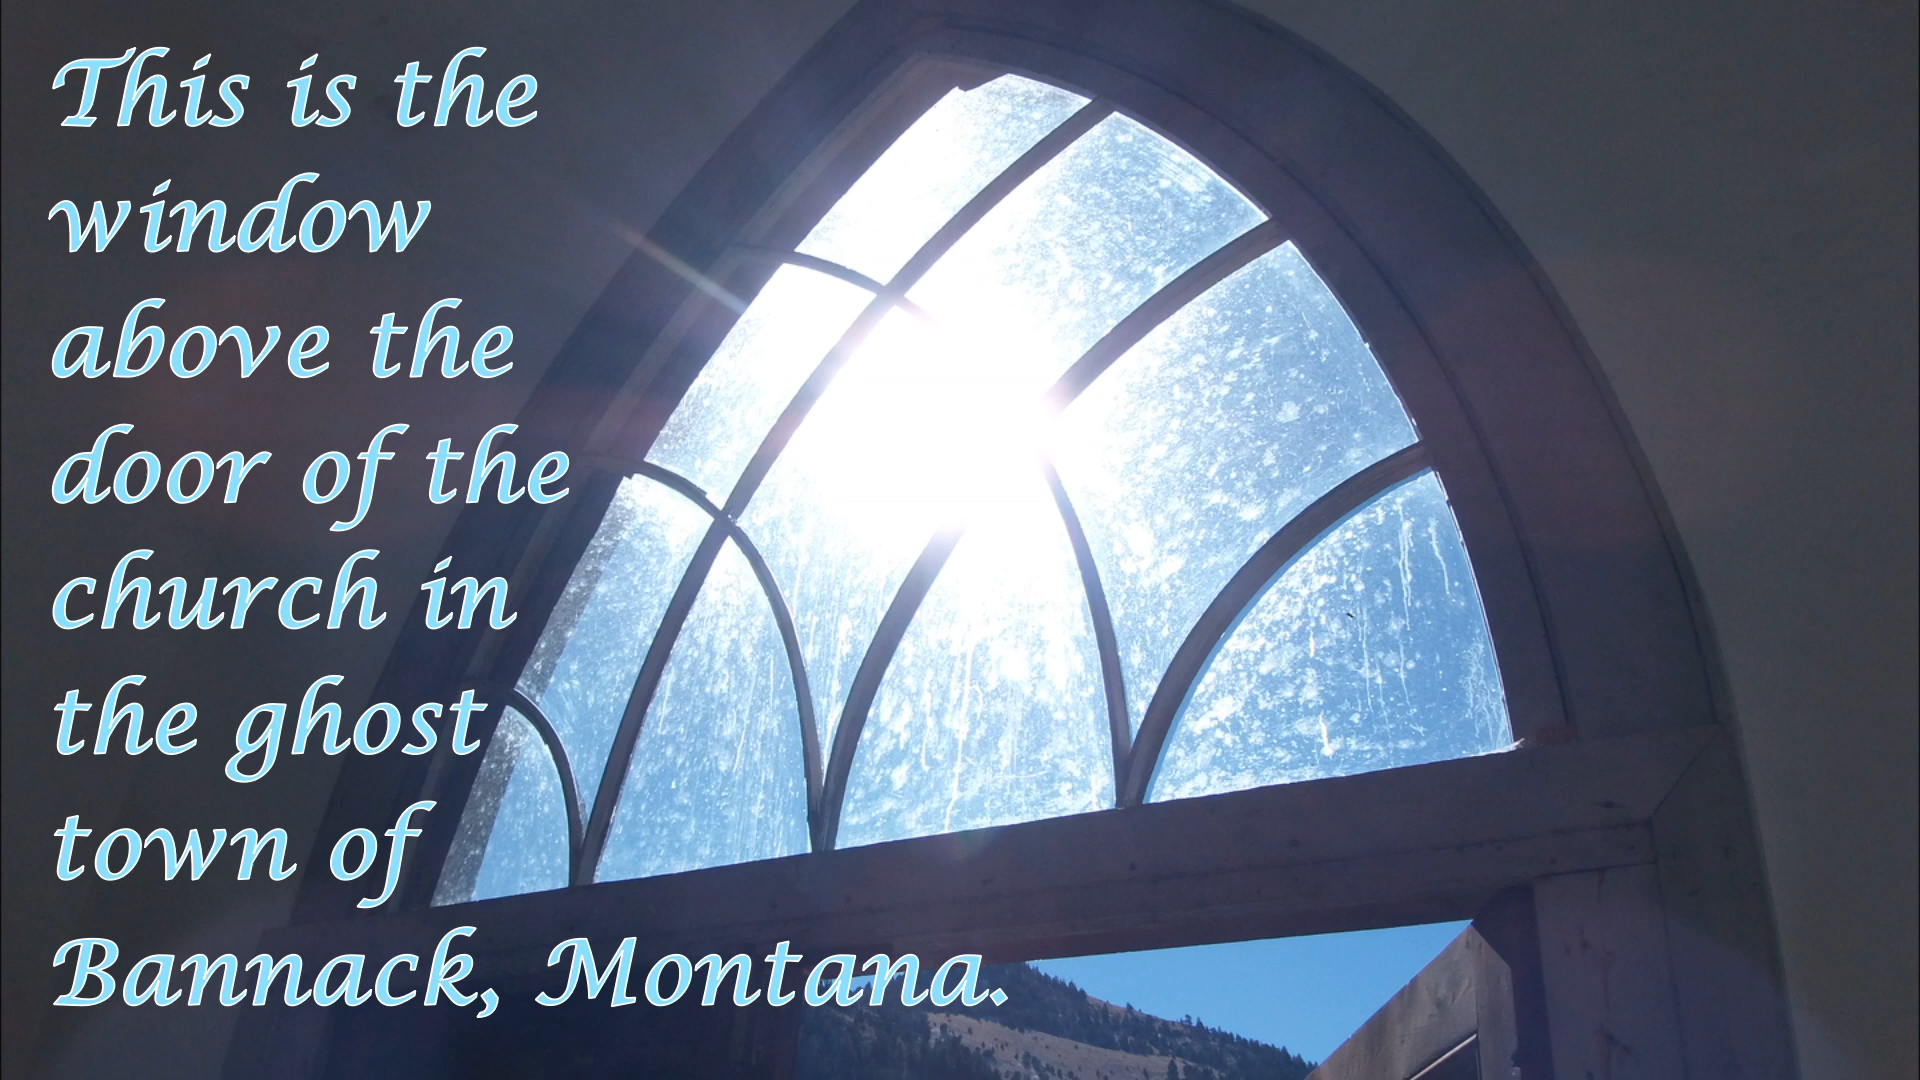 This is the
window
above the
door of the
church in
the ghost
town of
Bannack, Montana.